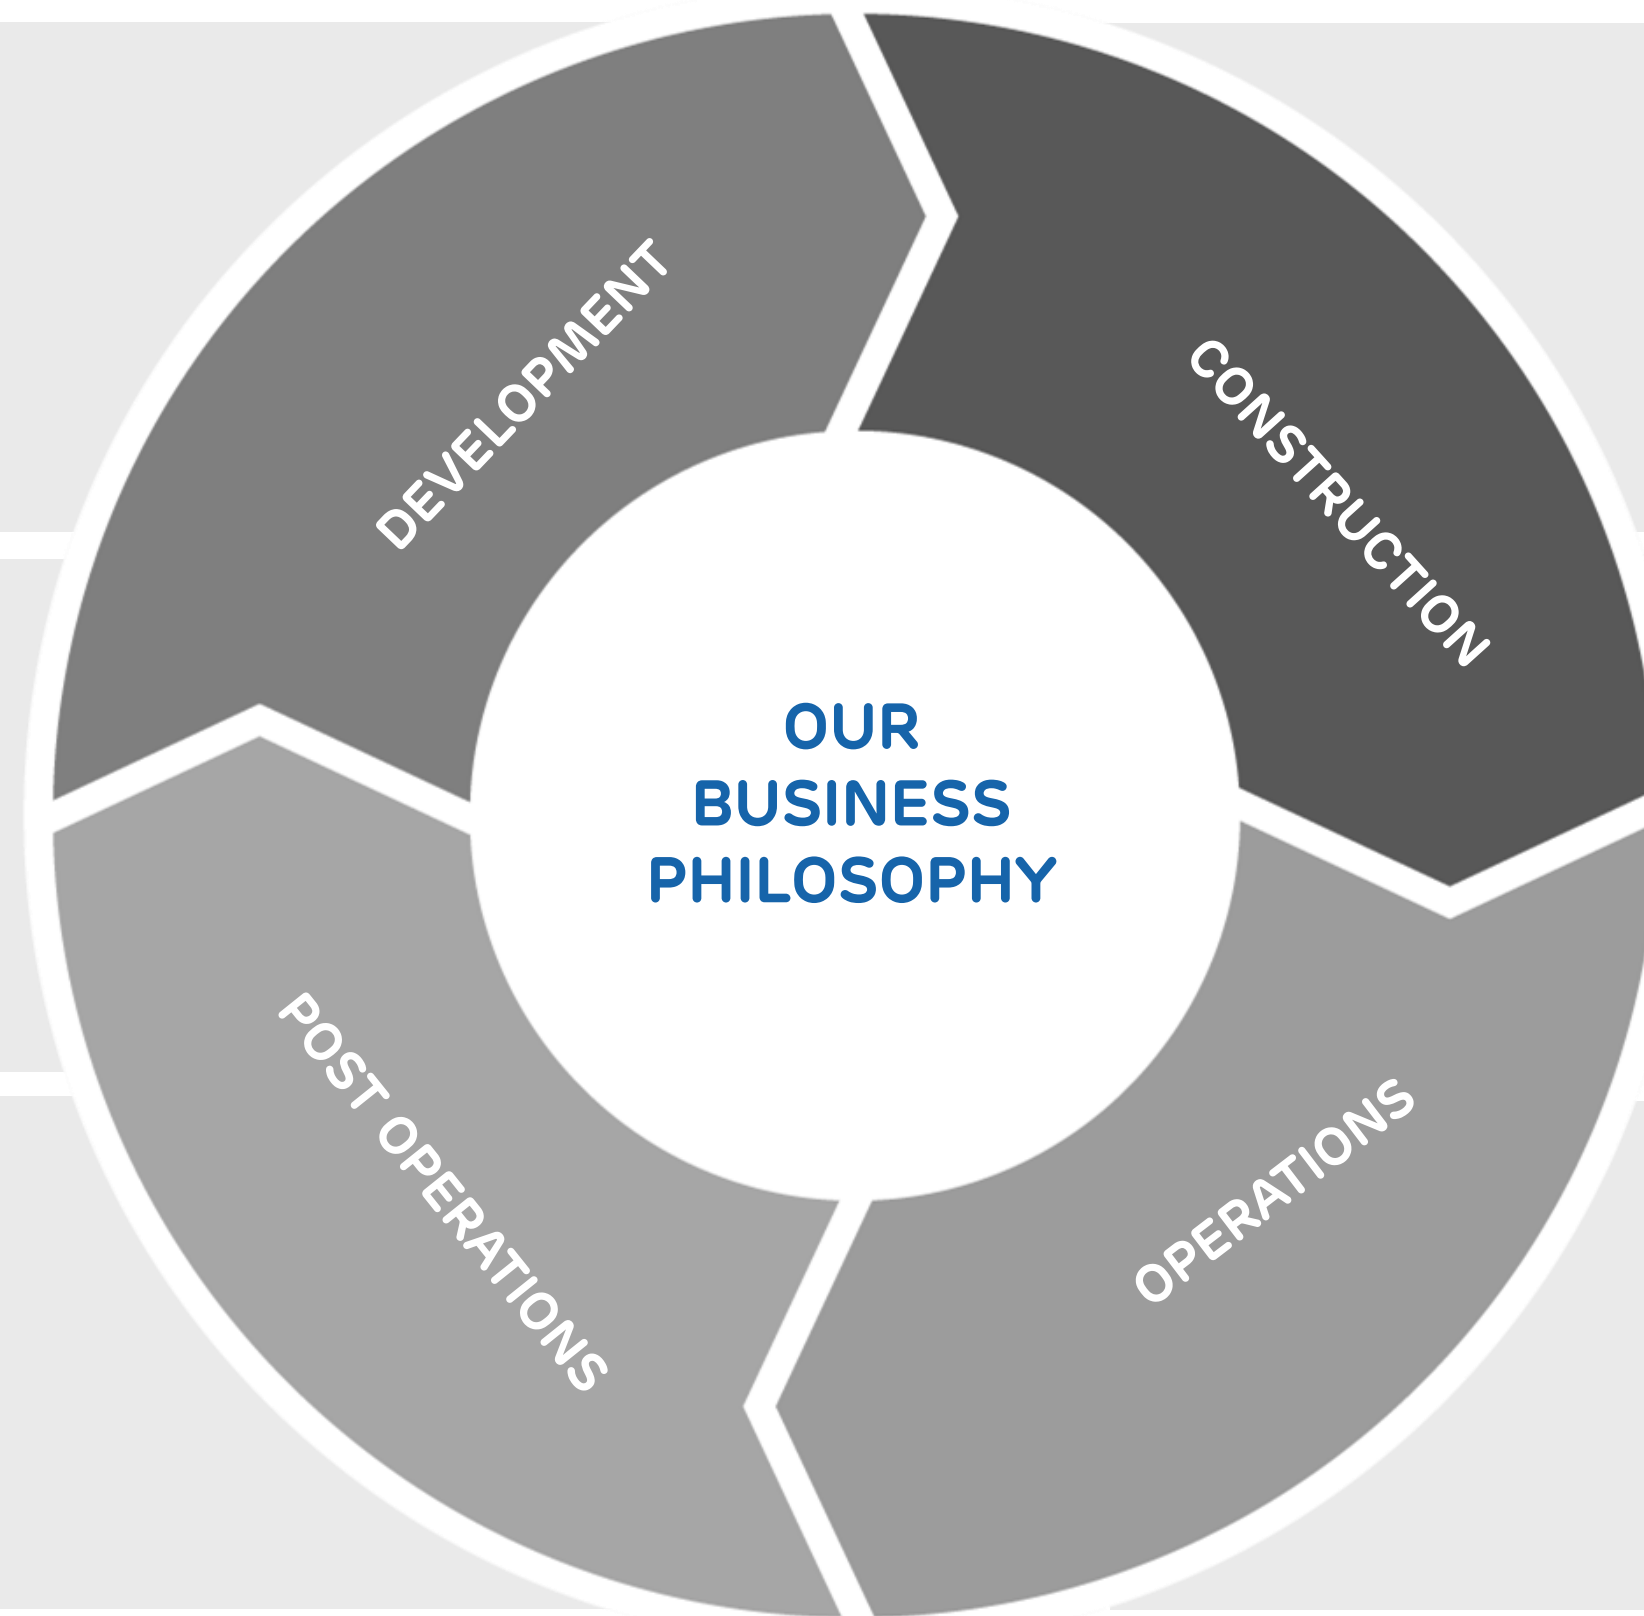 DEVELOPMENT
CONSTRUCTION
OUR
BUSINESS
PHILOSOPHY
POST OPERATIONS
OPERATIONS